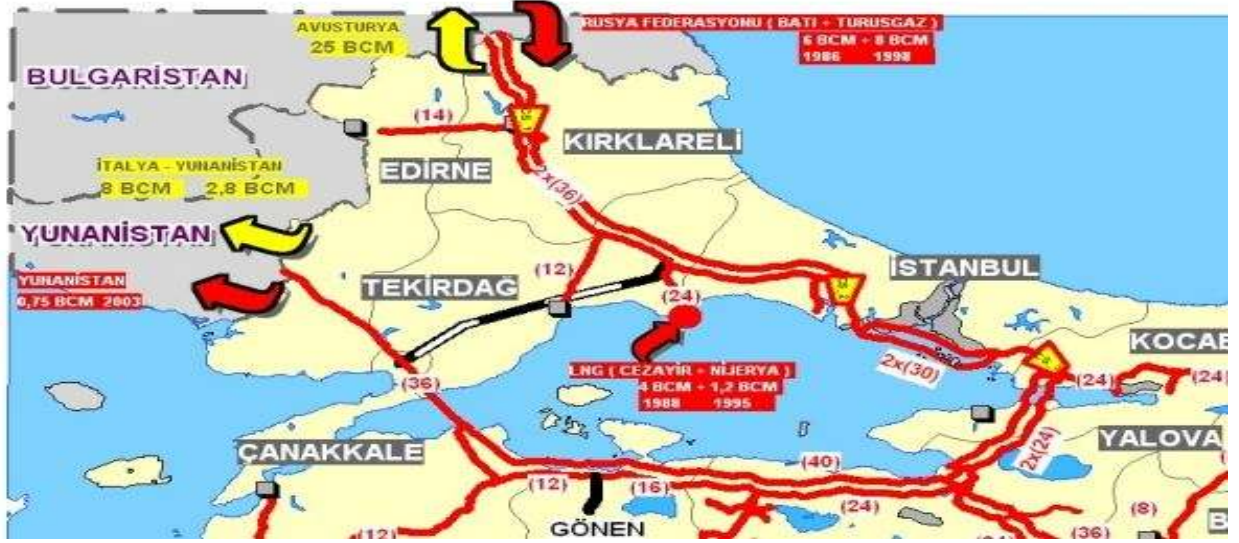 AVUSTURYA
25 BCM
RUSYA FEDERASYONU ( BATI + TURUSGAZ )
6 BCM + 8 BCM
1986 1998
BULGARİSTAN
(14)
KIRKLARELİ
İTALYA - YUNANİSTAN
8 BCM 2,8 BCM
EDİRNE
2x(36)
YUNANİSTAN
YUNANİSTAN
0,75 BCM 2003
(12)
TEKİRDAĞ
(24)
İSTANBUL
KOCAE
LNG ( CEZAYİR + NİJERYA )
4 BCM + 1,2 BCM
1988 1995
2x(30)
(36)
(24)
(24)
ÇANAKKALE
YALOVA
2x(24)
(40)
(12)
(16)
(24)
(8)
GÖNEN
(12)
(36)
(24)
B